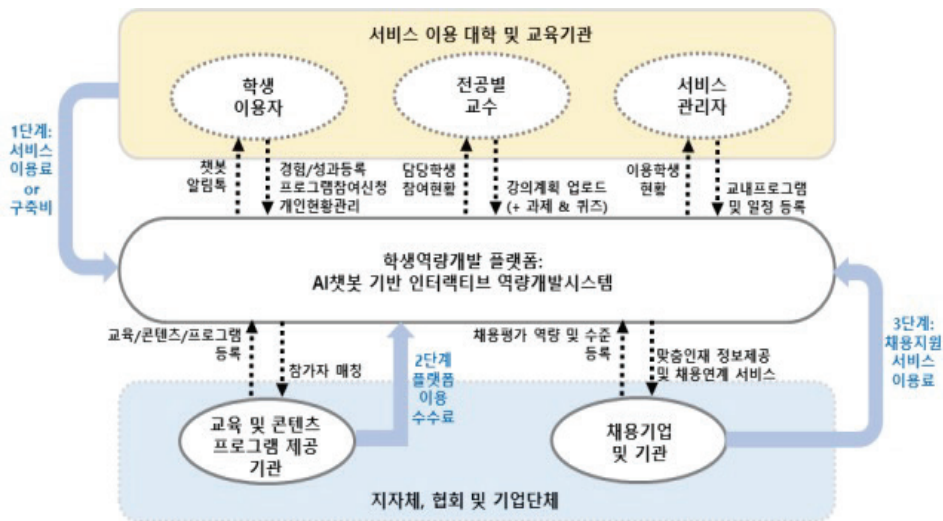 서비스 이용 대학 및 교육기관
학생
이용자
전공별
교수
서비스
관리자
1단계:
서비스
이용료
or
구축비
챗봇
알림톡
경험/성과등록
프로그램참여신청
개인현황관리
담당학생
참여현황
강의계획 업로드
(+ 과제 & 퀴즈)
이용학생
현황
교내프로그램
및 일정 등록
학생역량개발 플랫폼:
AI챗봇 기반 인터랙티브 역량개발시스템
교육/콘텐츠/프로그램
등록
참가자 매칭
2단계
플랫폼
이용
수수료
채용평가 역량 및 수준
등록
맞춤인재 정보제공
및 채용연계 서비스
3단계:
채용지원
서비스
이용료
교육 및 콘텐츠
프로그램 제공
기관
채용기업
및 기관
지자체, 협회 및 기업단체